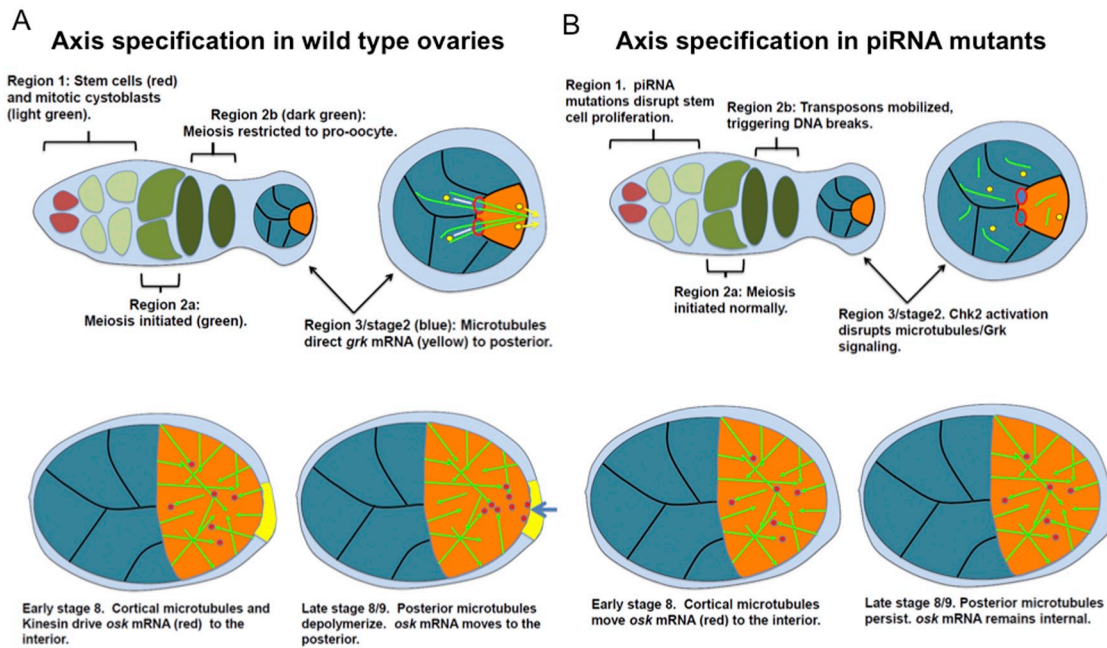 A
Axis specification in wild type ovaries
Region 1: Stem cells (red)
and mitotic cystoblasts
(light green).
Region 2b (dark green):
Meiosis restricted to pro-oocyte.
Region 2a:
Meiosis initiated (green).
Region 3/stage2 (blue): Microtubules
direct grk mRNA (yellow) to posterior.
Early stage 8. Cortical microtubules and
Kinesin drive osk mRNA (red) to the
interior.
Late stage 8/9. Posterior microtubules
depolymerize. osk mRNA moves to the
posterior.
B
Axis specification in piRNA mutants
Region 1. piRNA
mutations disrupt stem
cell proliferation.
Region 2b: Transposons mobilized,
triggering DNA breaks.
Region 2a: Meiosis
initiated normally.
Region 3/stage2. Chk2 activation
disrupts microtubules/Grk
signaling.
Early stage 8. Cortical microtubules
move osk mRNA (red) to the interior.
Late stage 8/9. Posterior microtubules
persist. osk mRNA remains internal.